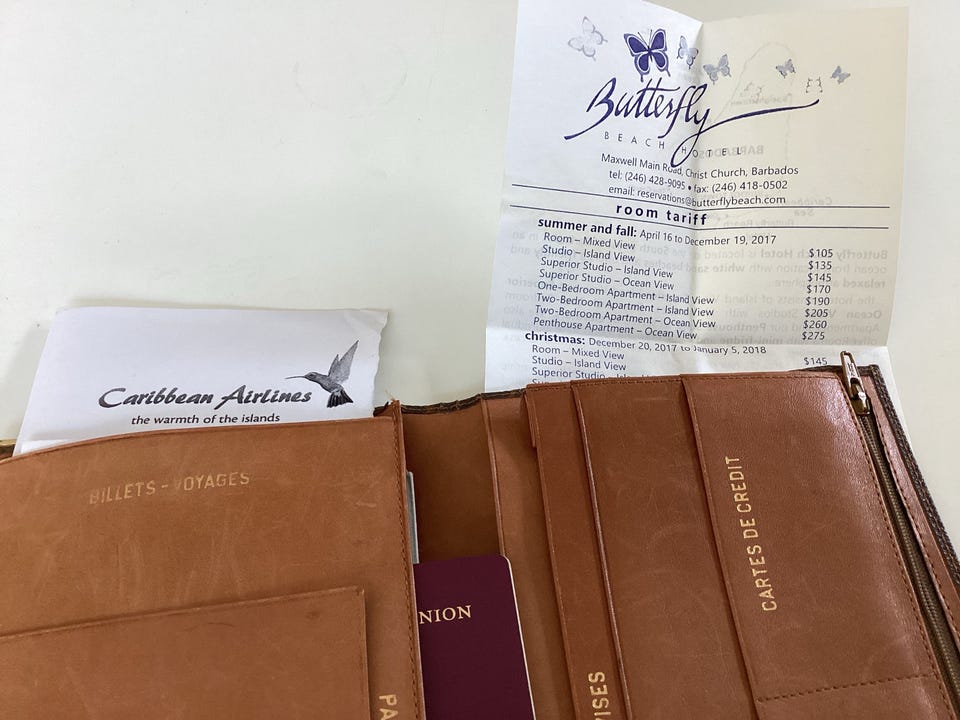 Butterfly
BEACH HOTEL
Maxwell Main Road, Christ Church, Barbados
tel: (246) 428-9095 • fax: (246) 418-0502
email: reservations@butterflybeach.com
room tariff
summer and fall: April 16 to December 19, 2017
Room – Mixed View $105
Studio – Island View $135
Superior Studio – Island View $145
Superior Studio – Ocean View $170
One-Bedroom Apartment – Island View $190
Two-Bedroom Apartment – Island View $205
Two-Bedroom Apartment – Ocean View $260
Penthouse Apartment – Ocean View $275
christmas: December 20, 2017 to January 5, 2018
Room – Mixed View $145
Studio – Island View
Superior Studio
Caribbean Airlines
the warmth of the islands
BILLETS - VOYAGES
NION
PA
VISES
CARTES DE CREDIT